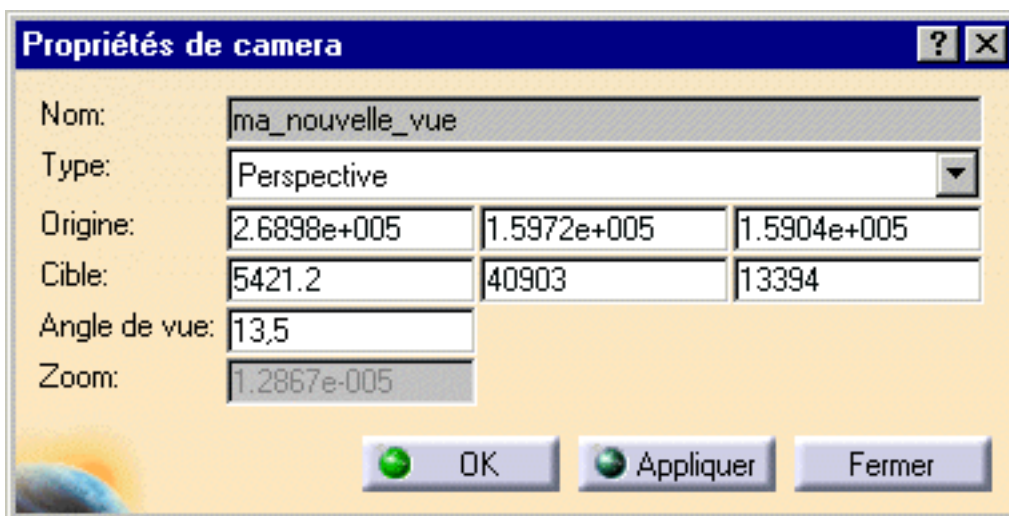 Propriétés de camera
Nom: ma_nouvelle_vue
Type: Perspective
Origine: 2.6898e+005 1.5972e+005 1.5904e+005
Cible: 5421.2 40903 13394
Angle de vue: 13,5
Zoom: 1.2867e-005
OK Appliquer Fermer